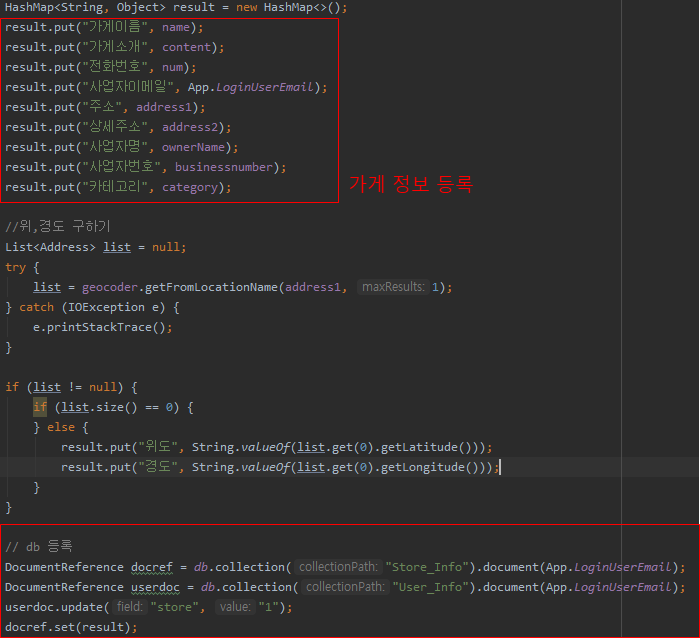 HashMap<String, Object> result = new HashMap<>();
result.put("가게이름", name);
result.put("가게소개", content);
result.put("전화번호", num);
result.put("사업자이메일", App.LoginUserEmail);
result.put("주소", address1);
result.put("상세주소", address2);
result.put("사업자명", ownerName);
result.put("사업자번호", businessnumber);
result.put("카테고리", category);
가게 정보 등록
//위,경도 구하기
List<Address> list = null;
try {
list = geocoder.getFromLocationName(address1, maxResults: 1);
} catch (IOException e) {
e.printStackTrace();
}
if (list != null) {
if (list.size() == 0) {
} else {
result.put("위도", String.valueOf(list.get(0).getLatitude()));
result.put("경도", String.valueOf(list.get(0).getLongitude()));
}
}
// db 등록
DocumentReference docref = db.collection( collectionPath: "Store_Info").document(App.LoginUserEmail);
DocumentReference userdoc = db.collection( collectionPath: "User_Info").document(App.LoginUserEmail);
userdoc.update( field: "store", value: "1");
docref.set(result);